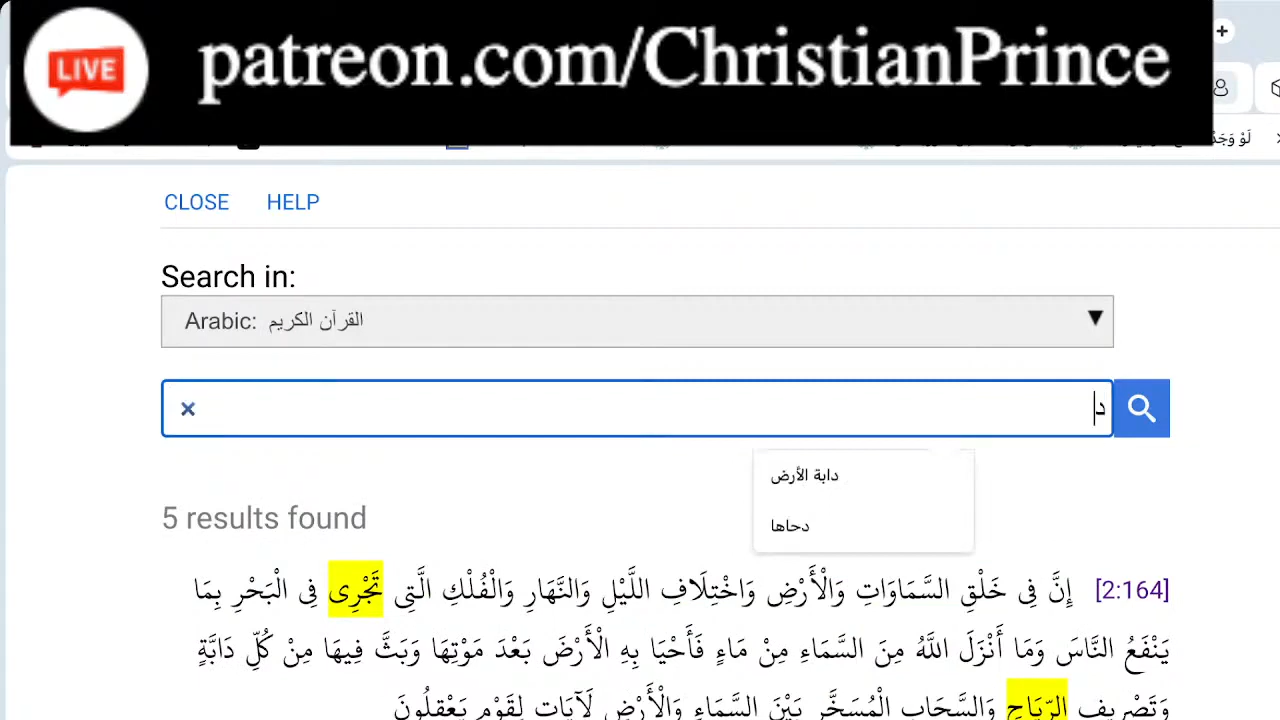 LIVE
patreon.com/ChristianPrince
CLOSE HELP
Search in:
Arabic: القرآن الكريم
د
دابة الأرض
دحاها
5 results found
[2:164] إِنَّ فِى خَلْقِ السَّمَاوَاتِ وَالْأَرْضِ وَاخْتِلَافِ اللَّيْلِ وَالنَّهَارِ وَالْفُلْكِ الَّتِى تَجْرِى فِى الْبَحْرِ بِمَا
يَنْفَعُ النَّاسَ وَمَا أَنْزَلَ اللَّهُ مِنَ السَّمَاءِ مِنْ مَاءٍ فَأَحْيَا بِهِ الْأَرْضَ بَعْدَ مَوْتِهَا وَبَثَّ فِيهَا مِنْ كُلِّ دَابَّةٍ
وَتَصْرِيفِ الرِّيَاحِ وَالسَّحَابِ الْمُسَخَّرِ بَيْنَ السَّمَاءِ وَالْأَرْضِ لَآيَاتٍ لِقَوْمٍ يَعْقِلُونَ